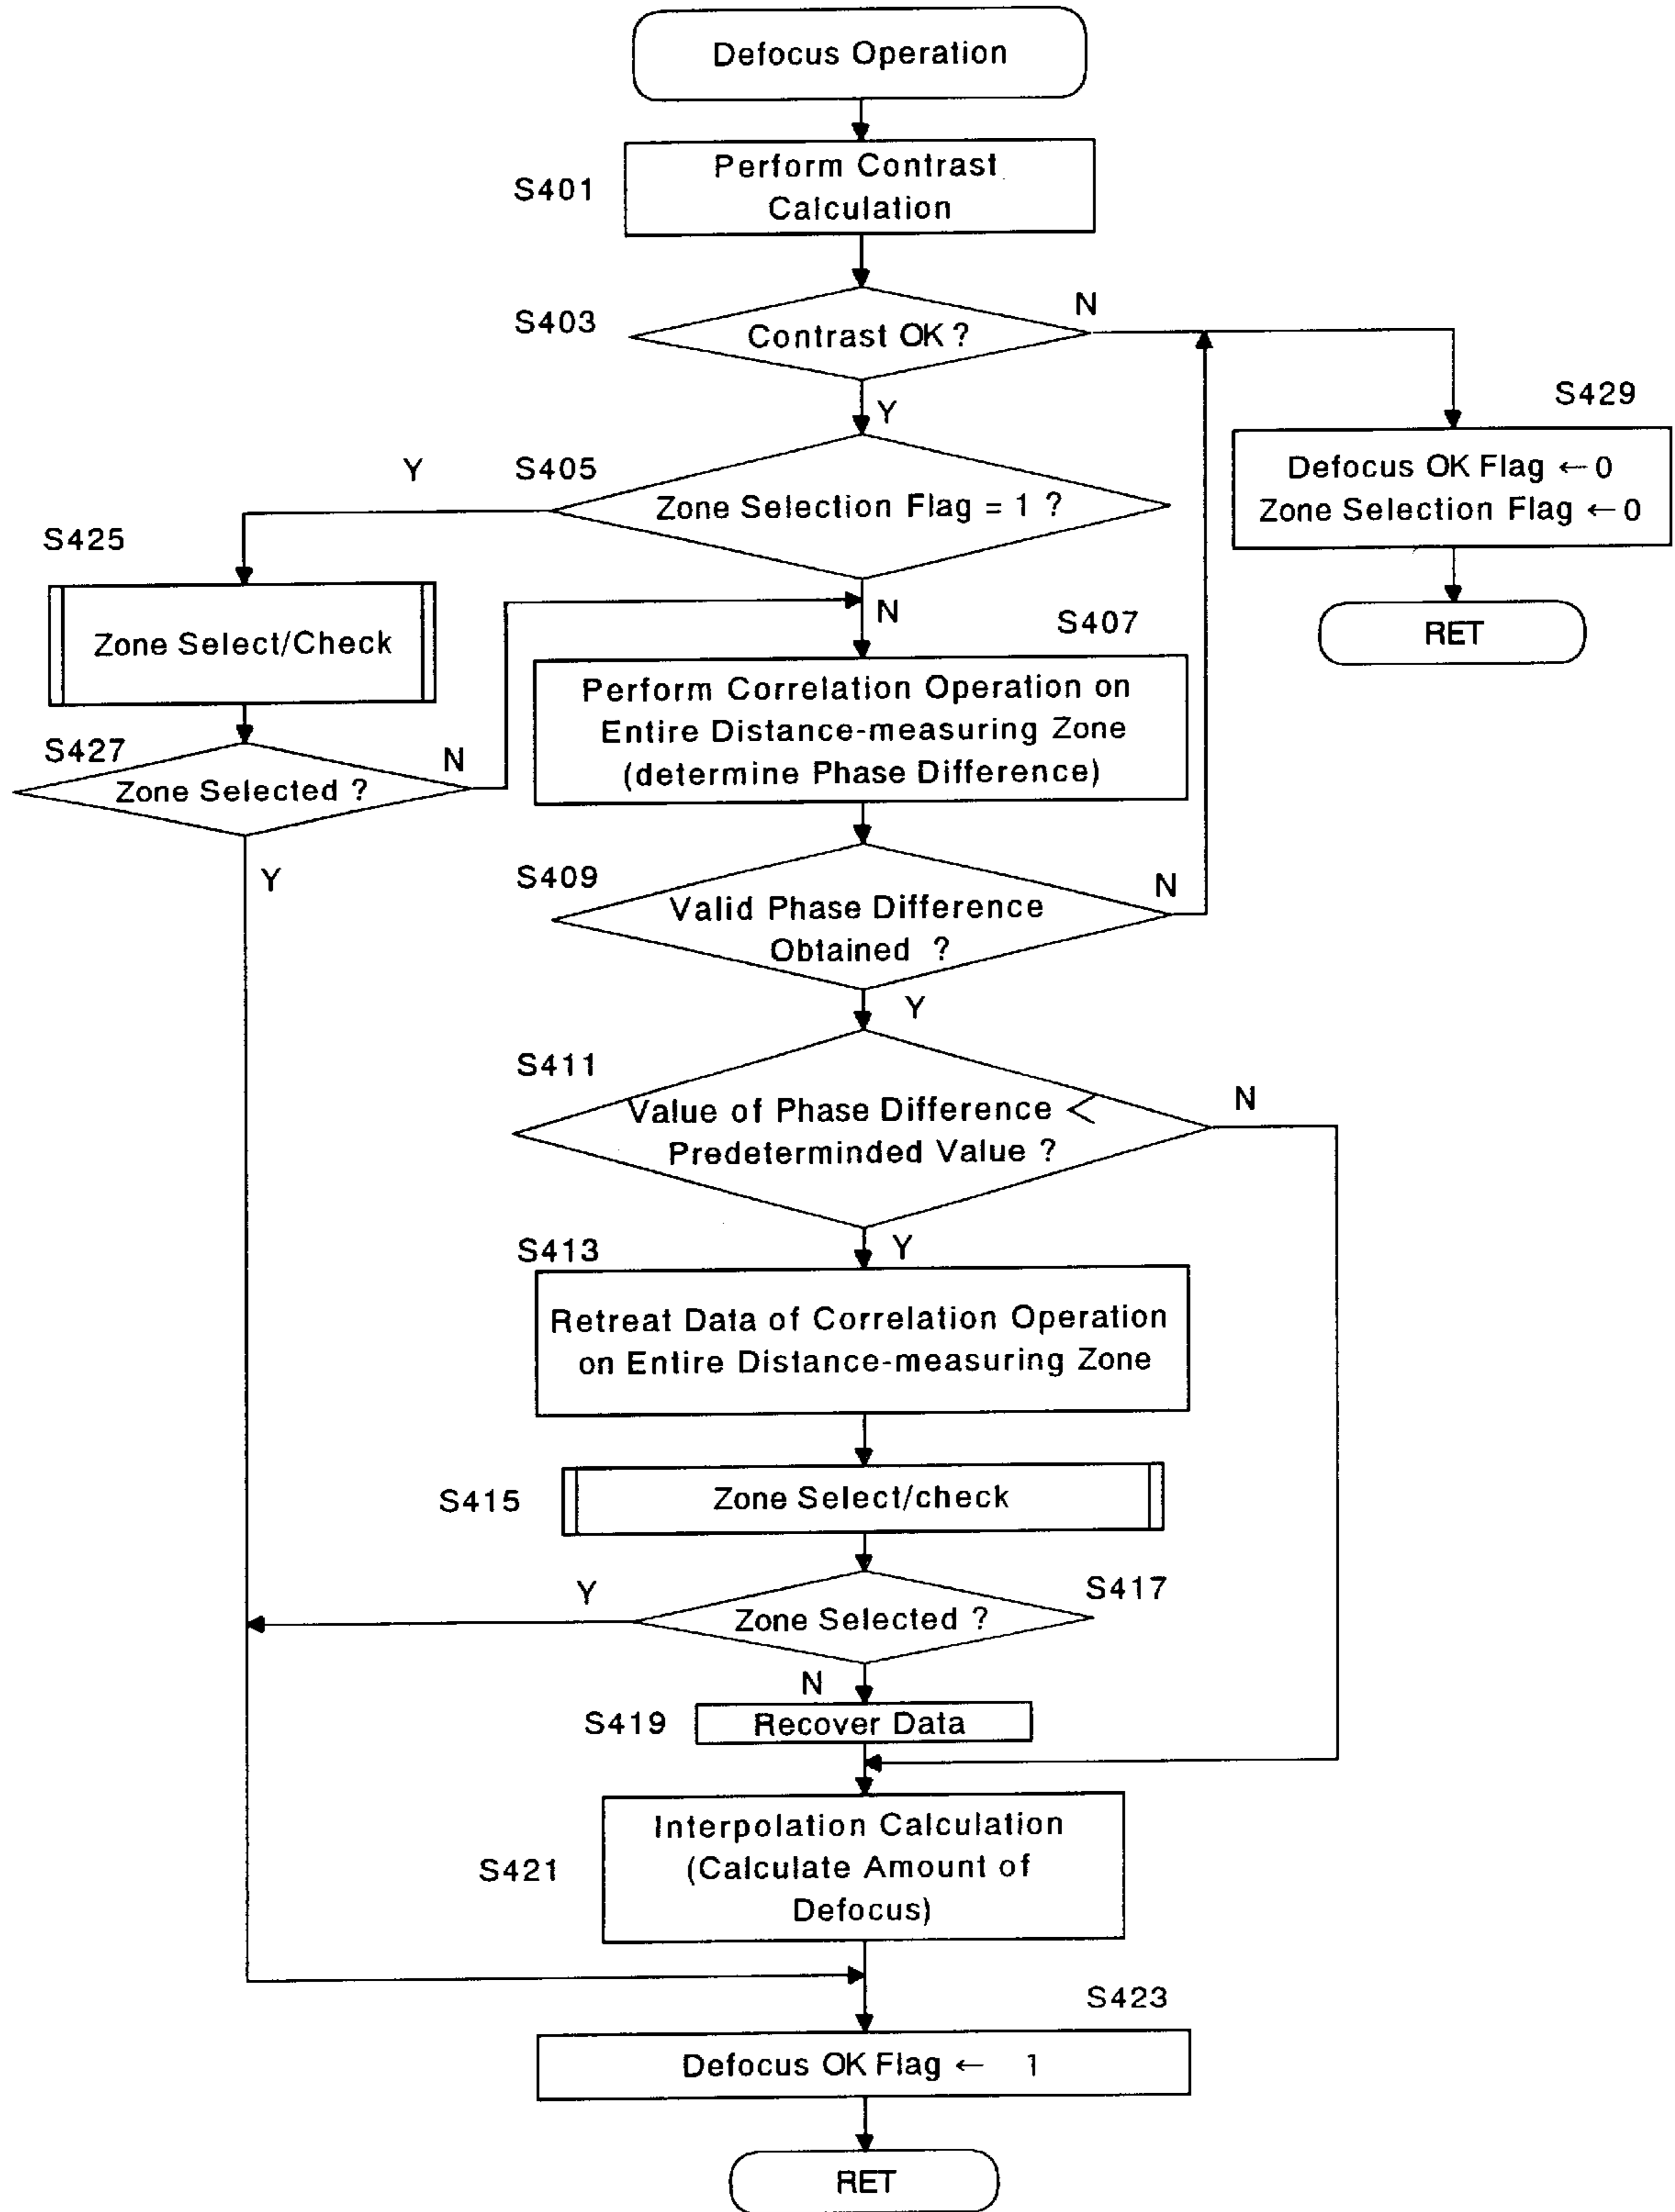 Defocus Operation
S401
Perform Contrast
Calculation
S403
Contrast OK ?
N
Y
S429
Defocus OK Flag ← 0
Zone Selection Flag ← 0
RET
S405
Y
Zone Selection Flag = 1 ?
N
S425
Zone Select/Check
S427
Zone Selected ?
N
Y
S407
Perform Correlation Operation on
Entire Distance-measuring Zone
(determine Phase Difference)
S409
Valid Phase Difference
Obtained ?
N
Y
S411
Value of Phase Difference <
Predeterminded Value ?
N
Y
S413
Retreat Data of Correlation Operation
on Entire Distance-measuring Zone
S415
Zone Select/check
S417
Y
Zone Selected ?
N
S419
Recover Data
S421
Interpolation Calculation
(Calculate Amount of
Defocus)
S423
Defocus OK Flag ← 1
RET